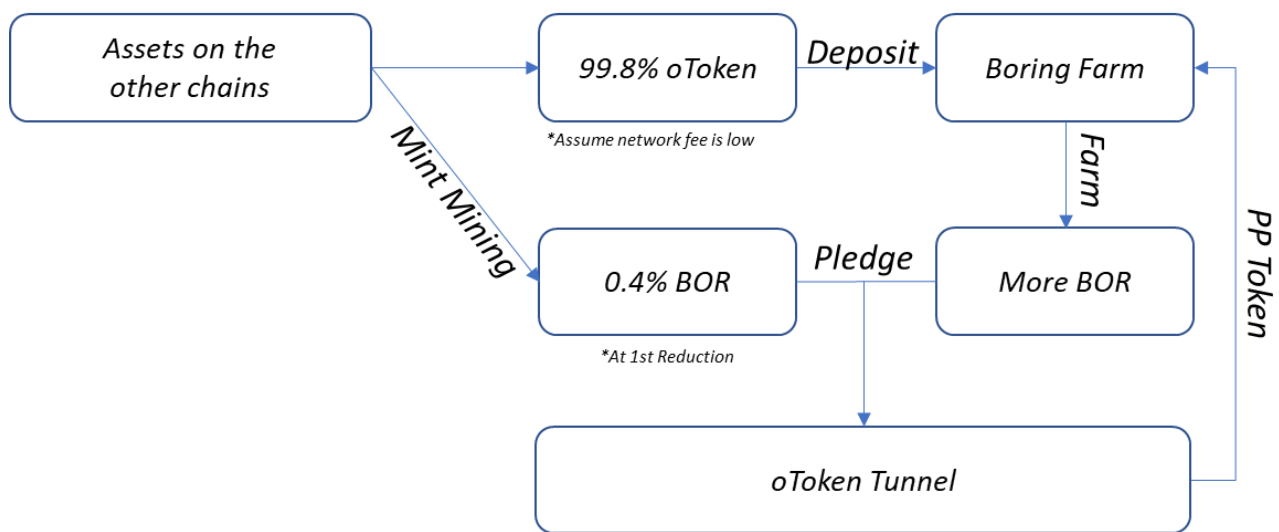 Assets on the
other chains
99.8% oToken
Deposit
Boring Farm
*Assume network fee is low
Mint Mining
Farm
PP Token
0.4% BOR
Pledge
More BOR
*At 1st Reduction
oToken Tunnel